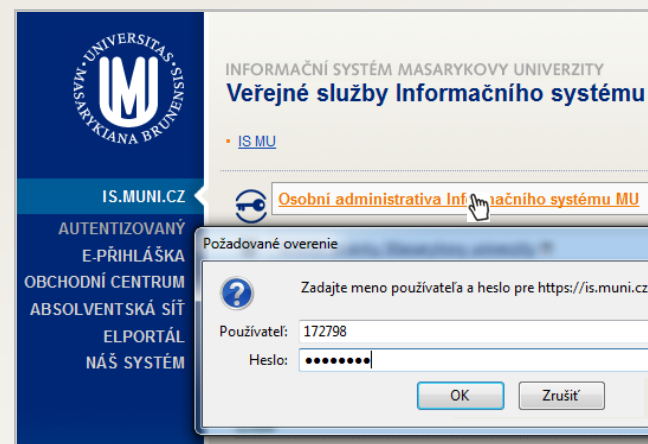 UNIVERSITAS
MASARYKIANA BRUNENSIS
INFORMAČNÍ SYSTÉM MASARYKOVY UNIVERZITY
Veřejné služby Informačního systému
IS MU
IS.MUNI.CZ
Osobní administrativa Informačního systému MU
AUTENTIZOVANÝ
E-PŘIHLÁŠKA
OBCHODNÍ CENTRUM
ABSOLVENTSKÁ SÍŤ
ELPORTÁL
NÁŠ SYSTÉM
Požadované overenie
Zadajte meno používateľa a heslo pre https://is.muni.cz
Používateľ: 172798
Heslo: ●●●●●●●●
OK Zrušiť